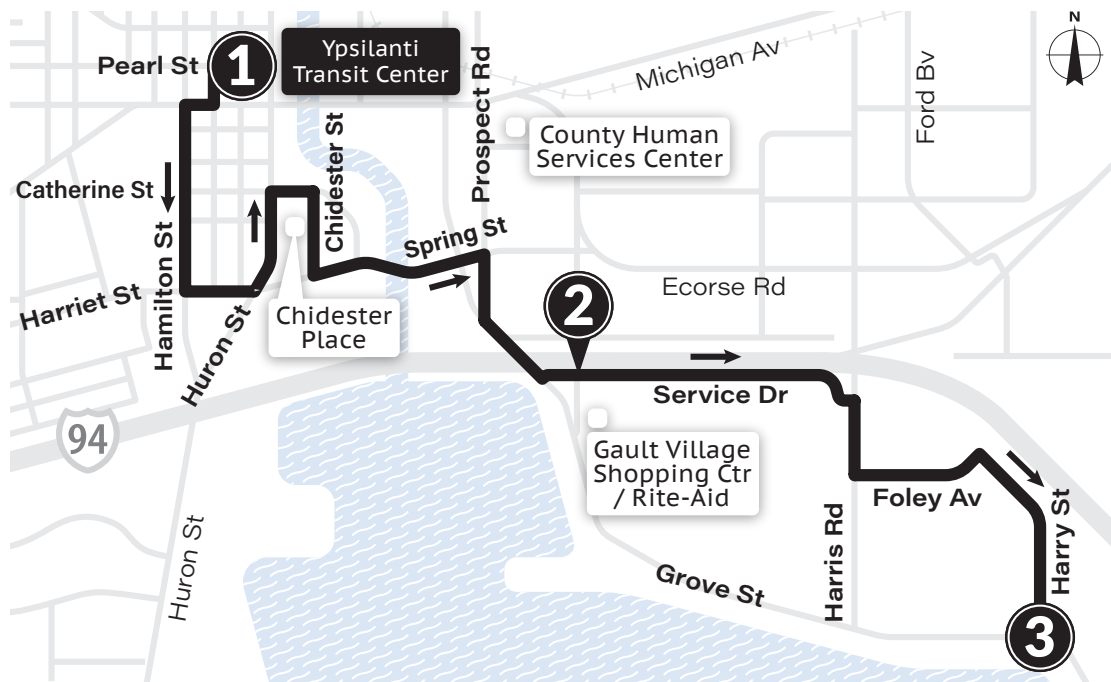 N
Pearl St
1
Ypsilanti
Transit Center
Prospect Rd
Michigan Av
Ford Bv
County Human
Services Center
Chidester St
Catherine St
Hamilton St
Spring St
Harriet St
Huron St
Chidester
Place
2
Ecorse Rd
Service Dr
94
Gault Village
Shopping Ctr
/ Rite-Aid
Foley Av
Harris Rd
Harry St
Huron St
Grove St
3